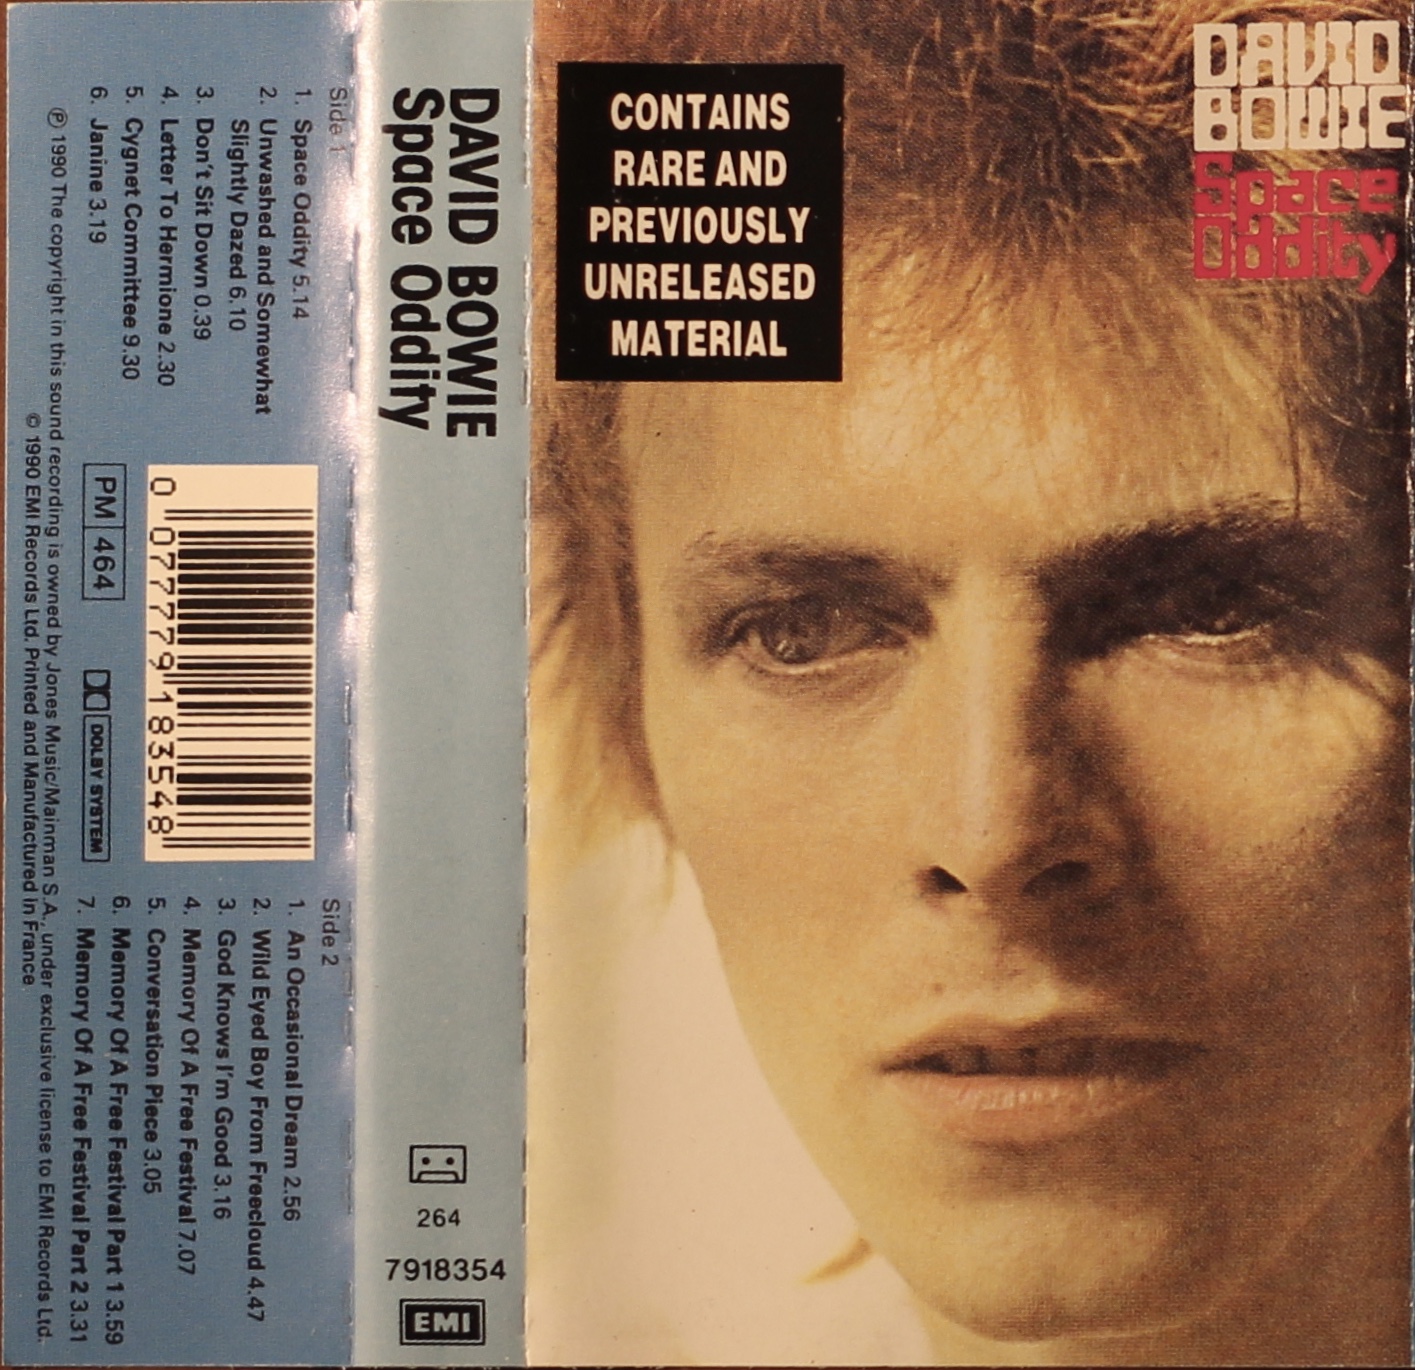 DAVID
BOWIE
Space
Oddity
CONTAINS
RARE AND
PREVIOUSLY
UNRELEASED
MATERIAL
DAVID BOWIE
Space Oddity
264
7918354
EMI
Side 1
1. Space Oddity 5.14
2. Unwashed and Somewhat
Slightly Dazed 6.10
3. Don't Sit Down 0.39
4. Letter To Hermione 2.30
5. Cygnet Committee 9.30
6. Janine 3.19
0 077779 183548
PM 464
DOLBY SYSTEM
Side 2
1. An Occasional Dream 2.56
2. Wild Eyed Boy From Freecloud 4.47
3. God Knows I'm Good 3.16
4. Memory Of A Free Festival 7.07
5. Conversation Piece 3.05
6. Memory Of A Free Festival Part 1 3.59
7. Memory Of A Free Festival Part 2 3.31
℗ 1990 The copyright in this sound recording is owned by Jones Music/Mainman S.A., under exclusive license to EMI Records Ltd.
© 1990 EMI Records Ltd. Printed and Manufactured in France